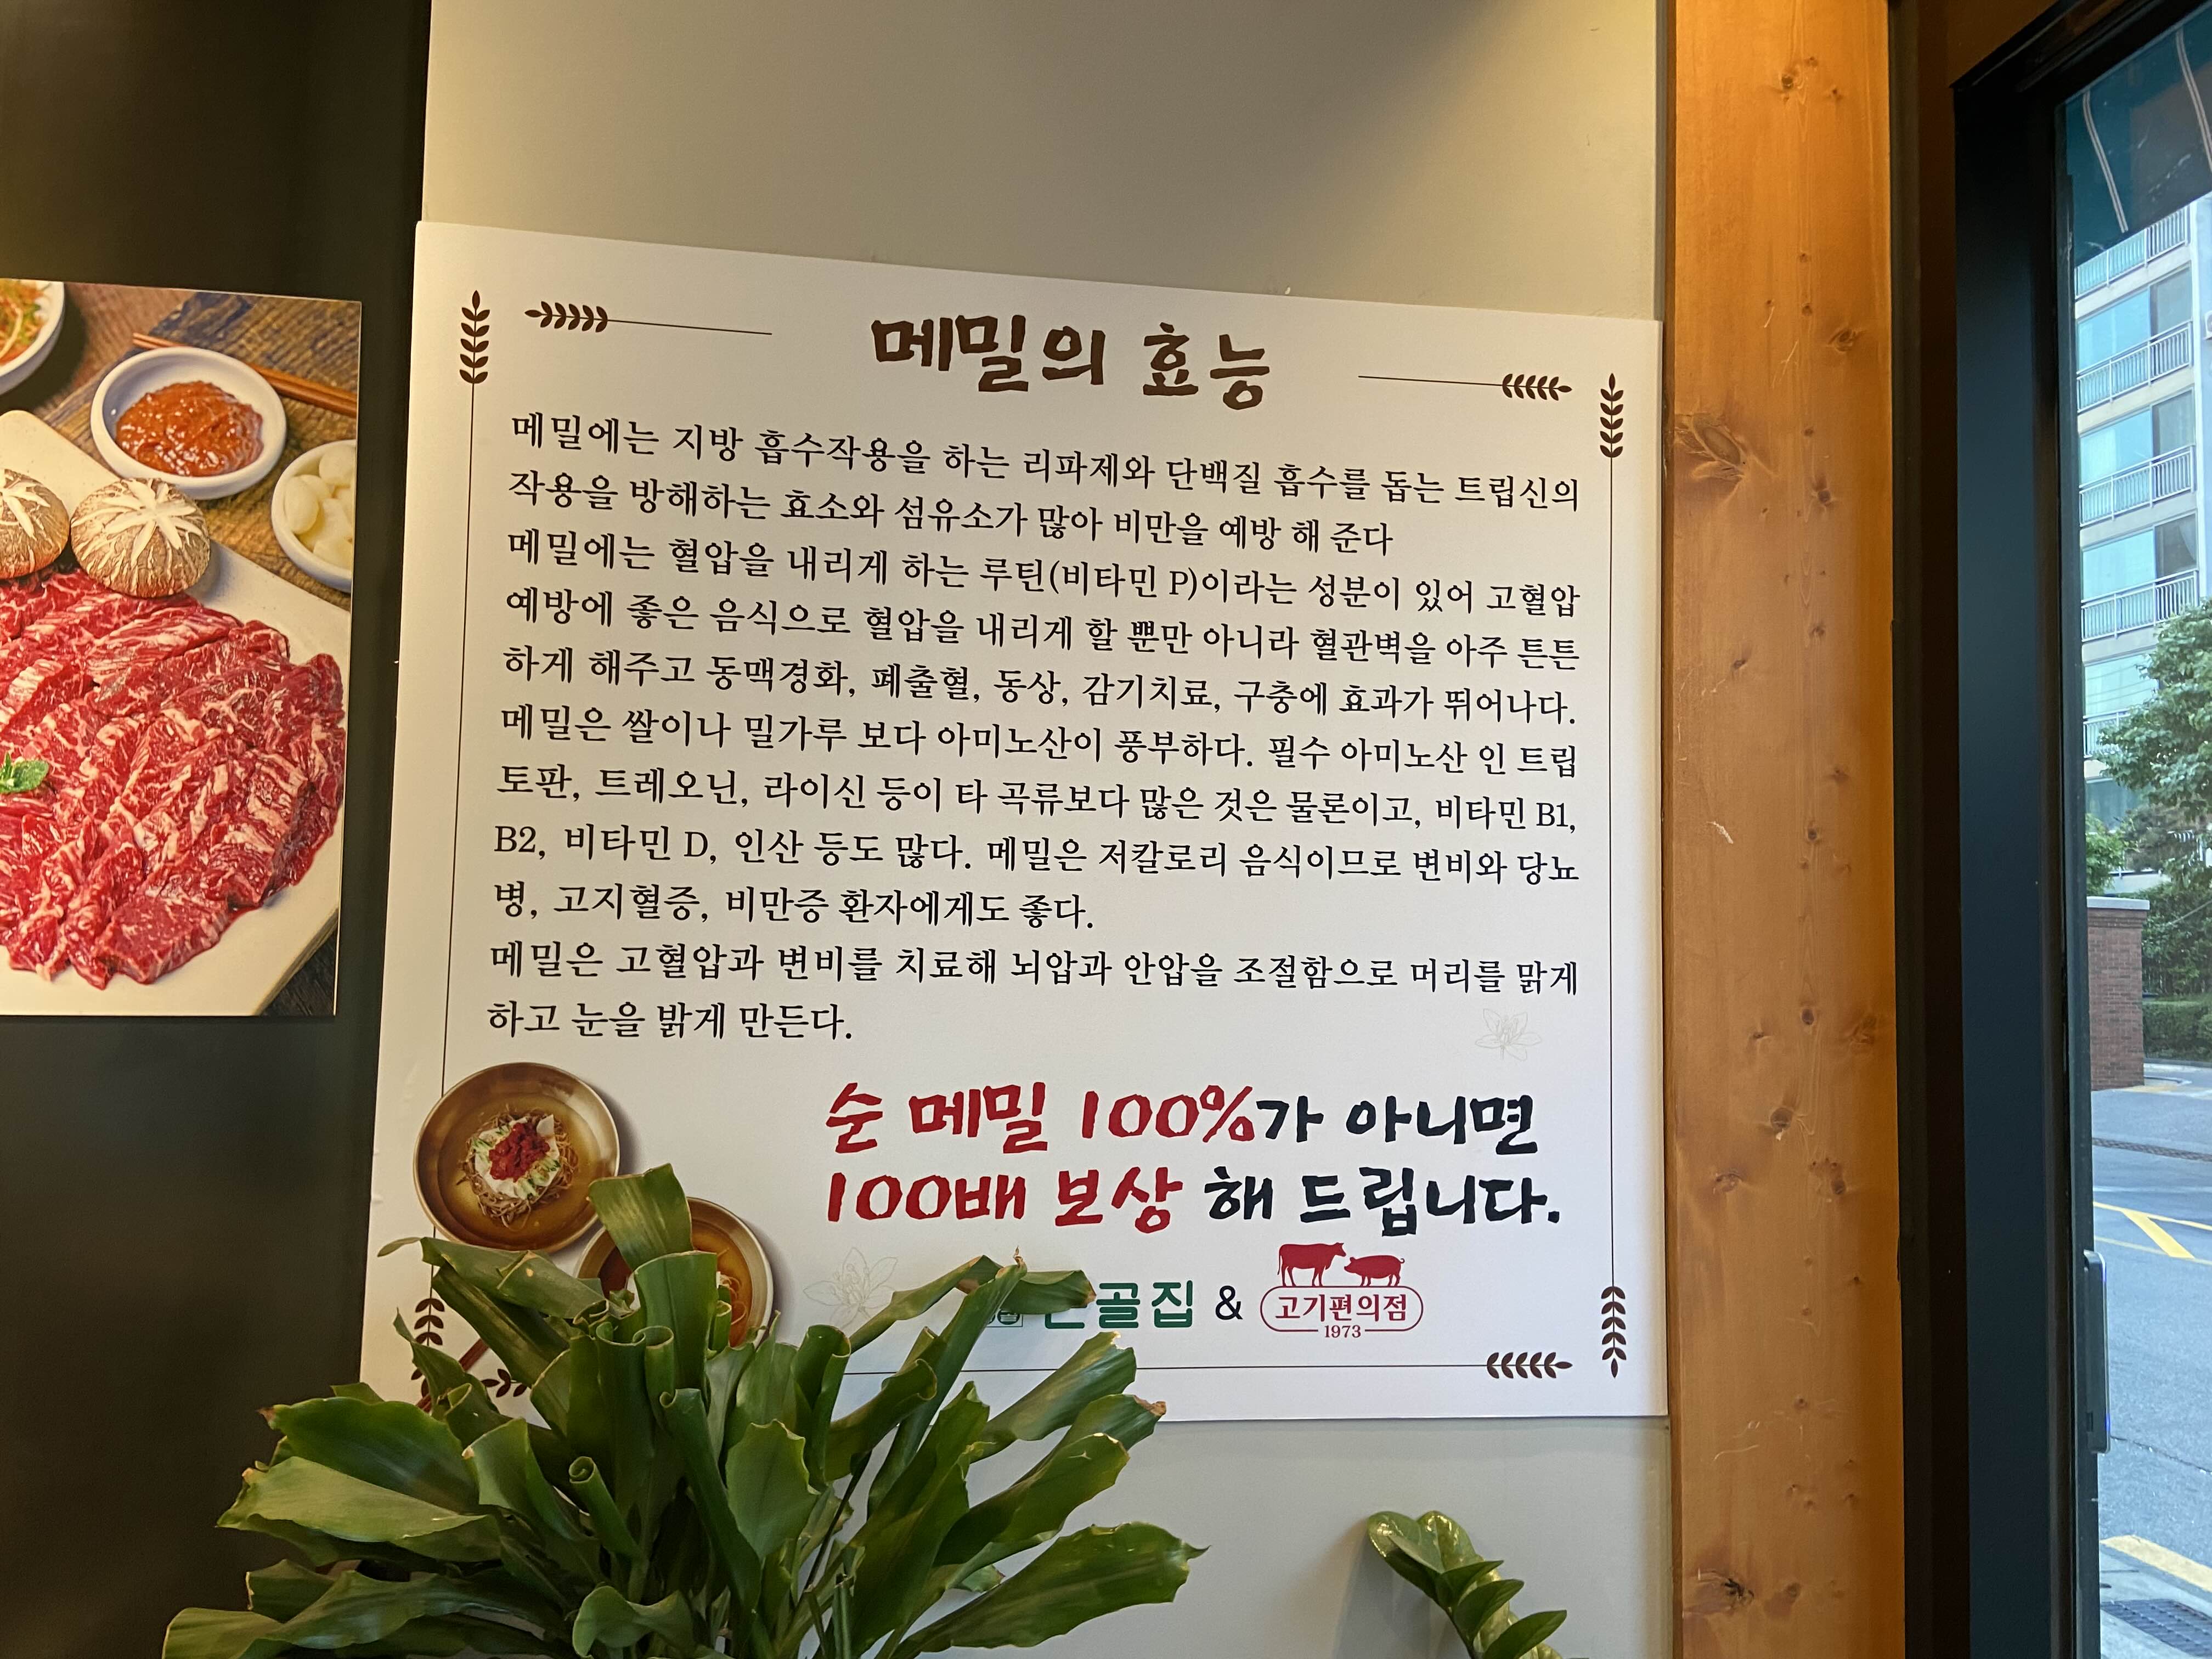 메밀의 효능
메밀에는 지방 흡수작용을 하는 리파제와 단백질 흡수를 돕는 트립신의
작용을 방해하는 효소와 섬유소가 많아 비만을 예방 해 준다
메밀에는 혈압을 내리게 하는 루틴(비타민 P)이라는 성분이 있어 고혈압
예방에 좋은 음식으로 혈압을 내리게 할 뿐만 아니라 혈관벽을 아주 튼튼
하게 해주고 동맥경화, 폐출혈, 동상, 감기치료, 구충에 효과가 뛰어나다.
메밀은 쌀이나 밀가루 보다 아미노산이 풍부하다. 필수 아미노산 인 트립
토판, 트레오닌, 라이신 등이 타 곡류보다 많은 것은 물론이고, 비타민 B1,
B2, 비타민 D, 인산 등도 많다. 메밀은 저칼로리 음식이므로 변비와 당뇨
병, 고지혈증, 비만증 환자에게도 좋다.
메밀은 고혈압과 변비를 치료해 뇌압과 안압을 조절함으로 머리를 맑게
하고 눈을 밝게 만든다.
순 메밀 100%가 아니면
100배 보상 해 드립니다.
골집 & 고기편의점
1973